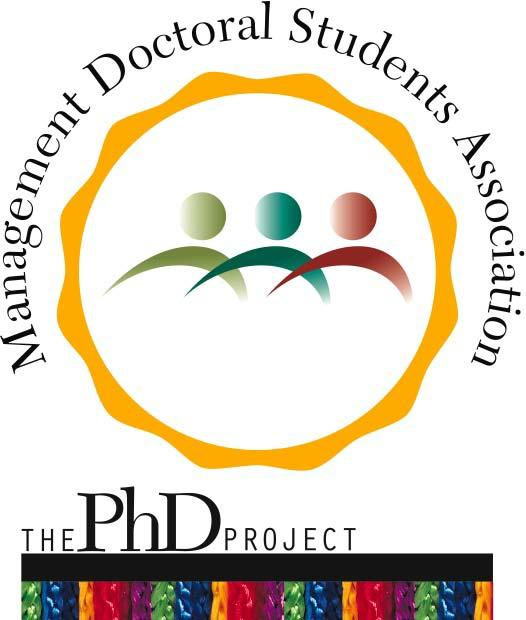 Management Doctoral Students Association
THE PhD PROJECT